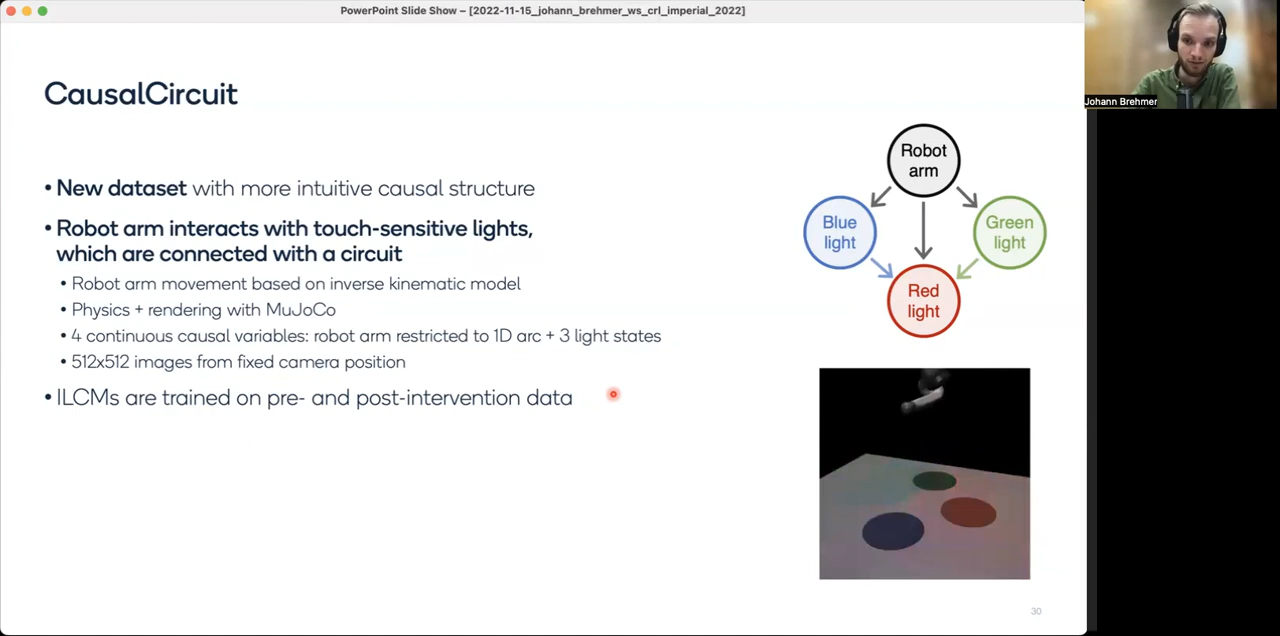 PowerPoint Slide Show – [2022-11-15_johann_brehmer_ws_crl_imperial_2022]
Johann Brehmer
CausalCircuit
• New dataset with more intuitive causal structure
• Robot arm interacts with touch-sensitive lights,
which are connected with a circuit
• Robot arm movement based on inverse kinematic model
• Physics + rendering with MuJoCo
• 4 continuous causal variables: robot arm restricted to 1D arc + 3 light states
• 512x512 images from fixed camera position
• ILCMs are trained on pre- and post-intervention data
Robot
arm
Blue
light
Green
light
Red
light
30